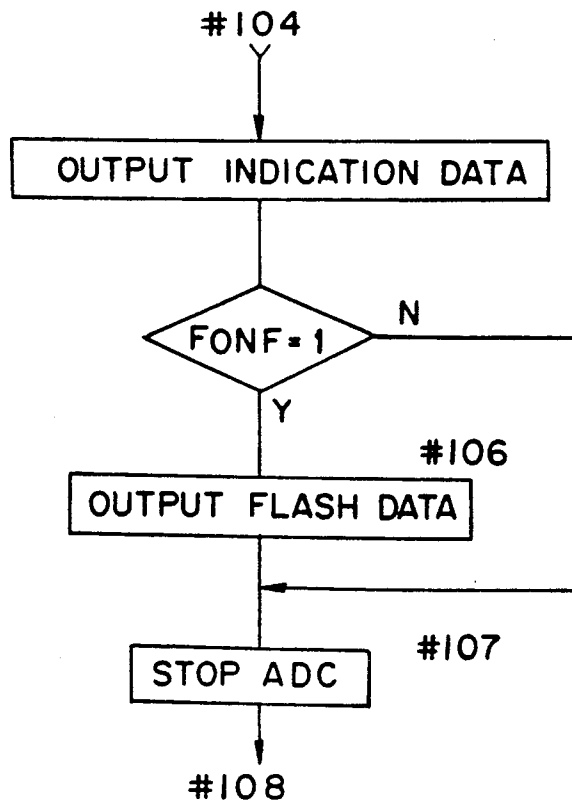 #104
OUTPUT INDICATION DATA
FONF=1
N
Y
#106
OUTPUT FLASH DATA
#107
STOP ADC
#108